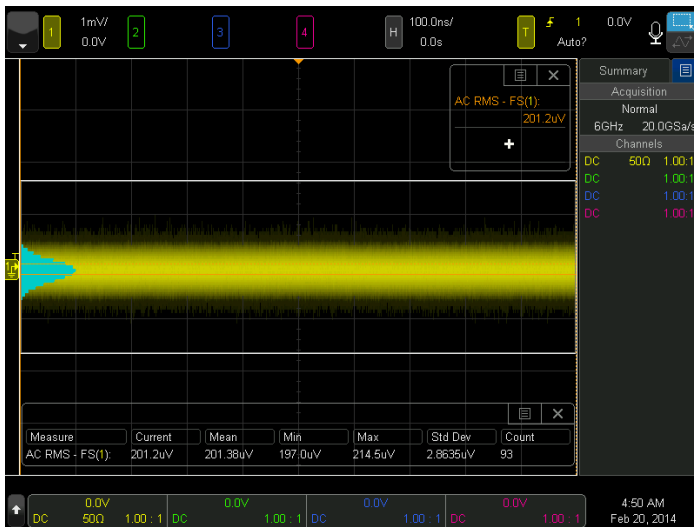 1 1mV/ 0.0V 2 3 4 H 100.0ns/ 0.0s T 1 0.0V Auto?
Summary
Acquisition
Normal
6GHz 20.0GSa/s
Channels
DC 50Ω 1.00:1
DC 1.00:1
DC 1.00:1
DC 1.00:1
AC RMS - FS(1):
201.2uV
T
1
Measure Current Mean Min Max Std Dev Count
AC RMS - FS(1): 201.2uV 201.38uV 197.0uV 214.5uV 2.8635uV 93
0.0V 0.0V 0.0V 0.0V
DC 50Ω 1.00 : 1 DC 1.00 : 1 DC 1.00 : 1 DC 1.00 : 1
4:50 AM
Feb 20, 2014